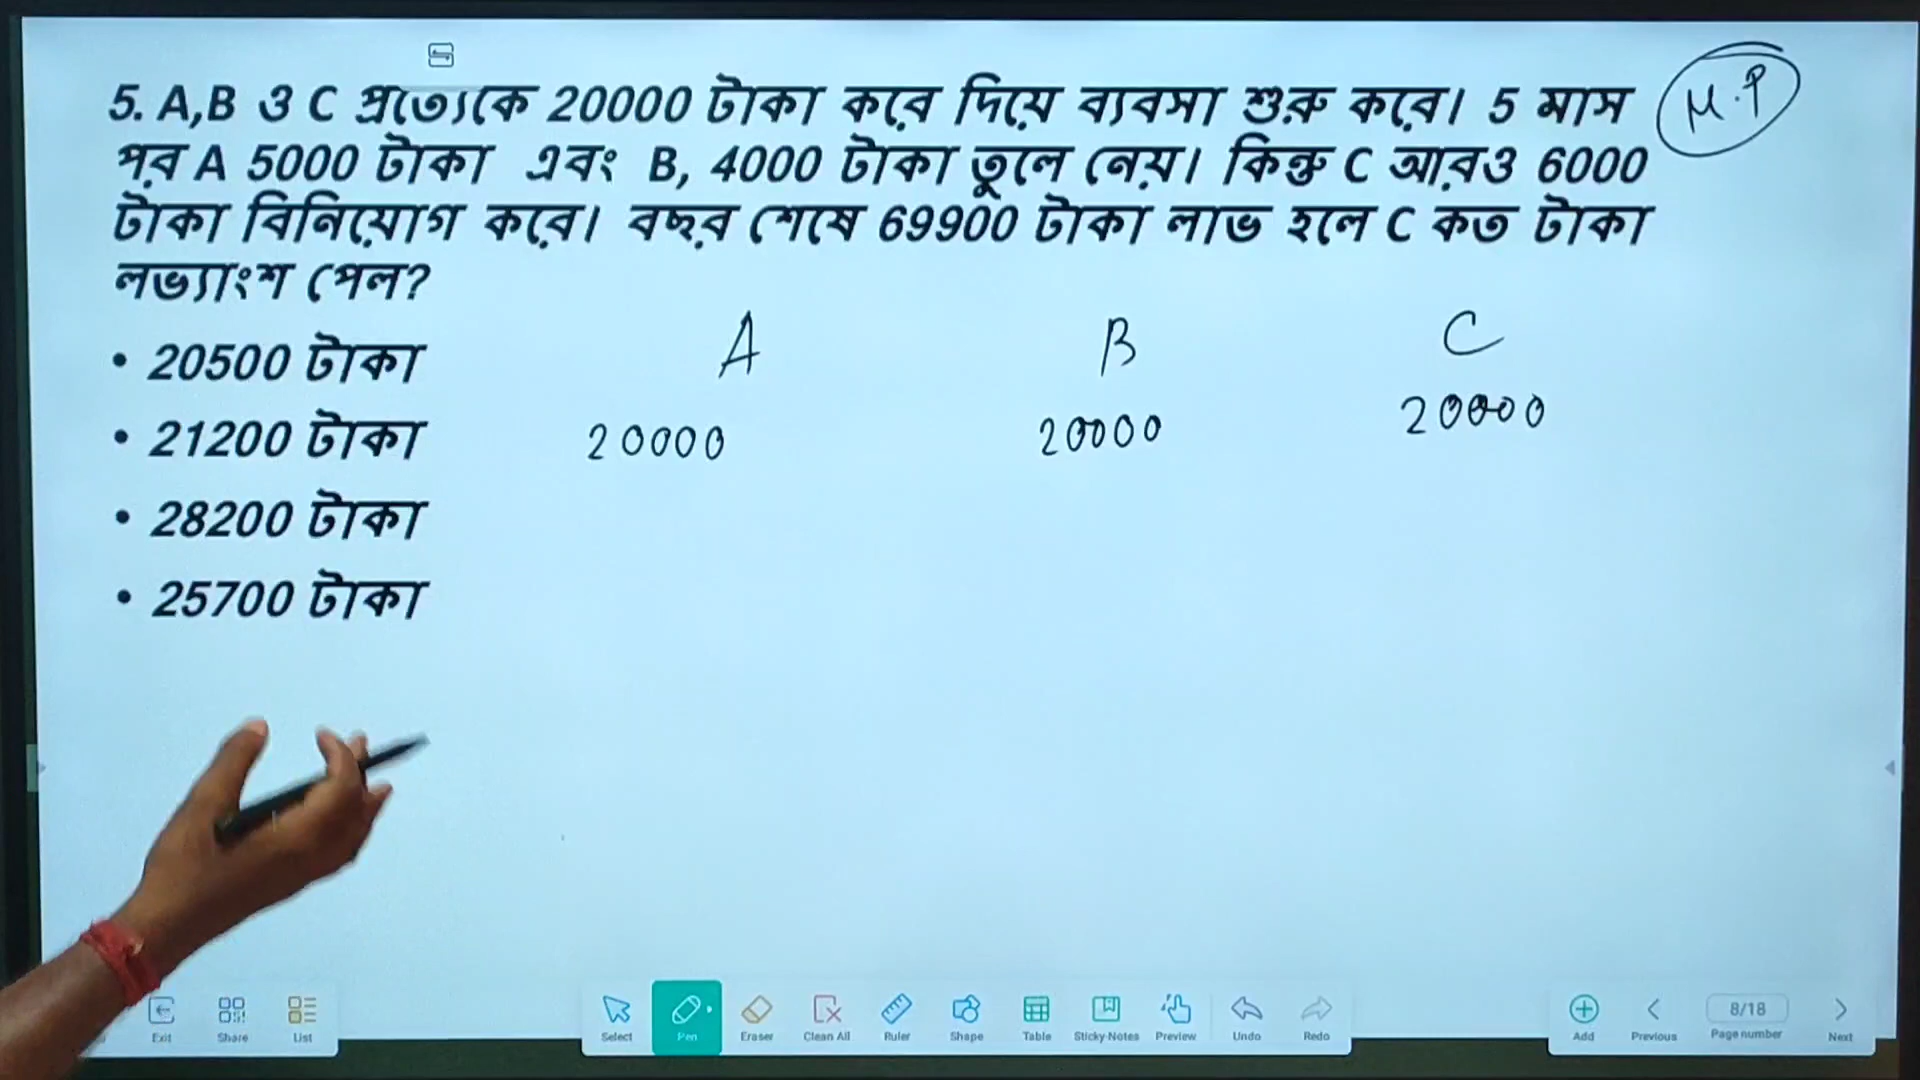 5. A,B ও C প্রত্যেকে 20000 টাকা করে দিয়ে ব্যবসা শুরু করে। 5 মাস
M.P
পর A 5000 টাকা এবং B, 4000 টাকা তুলে নেয়। কিন্তু C আরও 6000
টাকা বিনিয়োগ করে। বছর শেষে 69900 টাকা লাভ হলে C কত টাকা
লভ্যাংশ পেল?
A B C
• 20500 টাকা
• 21200 টাকা 20000 20000 20000
• 28200 টাকা
• 25700 টাকা
Exit Share List Select Pen Eraser Clean All Ruler Shape Table Sticky-Notes Preview Undo Redo Add Previous 8/18 Page number Next